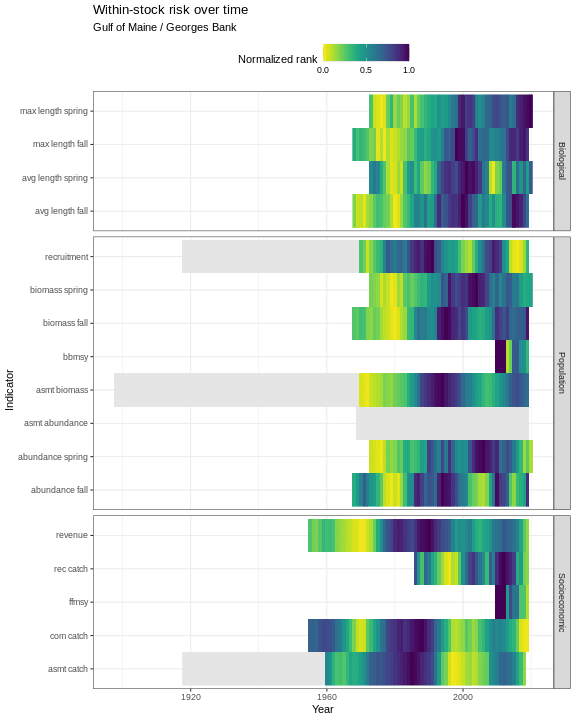 Within-stock risk over time
Gulf of Maine / Georges Bank
Normalized rank
0.0 0.5 1.0
max length spring
max length fall
avg length spring
avg length fall
Biological
recruitment
biomass spring
biomass fall
bbmsy
asmt biomass
asmt abundance
abundance spring
abundance fall
Population
revenue
rec catch
ffmsy
com catch
asmt catch
Socioeconomic
Indicator
1920 1960 2000
Year